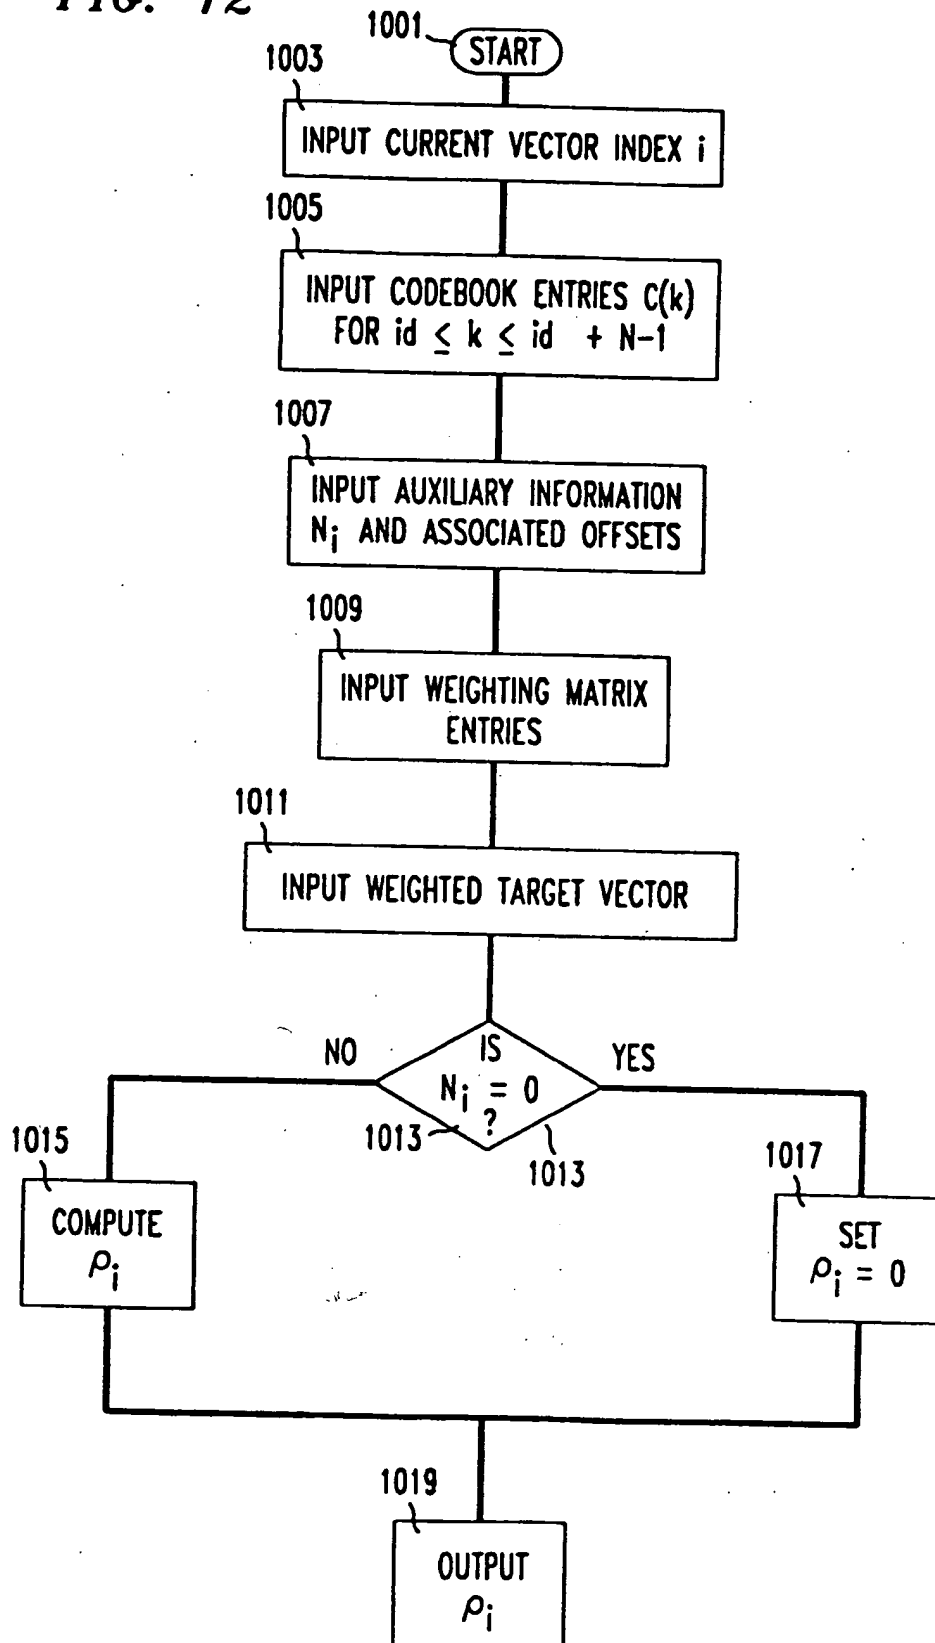 FIG. 12
1001
START
1003
INPUT CURRENT VECTOR INDEX i
1005
INPUT CODEBOOK ENTRIES C(k)
FOR id ≤ k ≤ id + N-1
1007
INPUT AUXILIARY INFORMATION
Ni AND ASSOCIATED OFFSETS
1009
INPUT WEIGHTING MATRIX
ENTRIES
1011
INPUT WEIGHTED TARGET VECTOR
NO
IS
Ni = 0
?
YES
1013
1013
1015
COMPUTE
ρi
1017
SET
ρi = 0
1019
OUTPUT
ρi